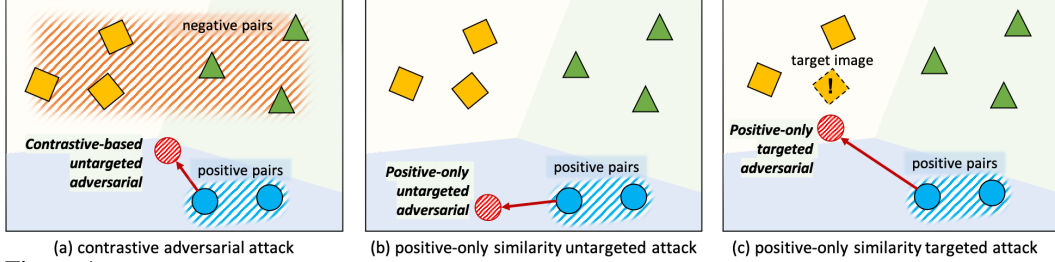 negative pairs
Contrastive-based
untargeted
adversarial
positive pairs
(a) contrastive adversarial attack
Positive-only
untargeted
adversarial
positive pairs
(b) positive-only similarity untargeted attack
target image
!
Positive-only
targeted
adversarial
positive pairs
(c) positive-only similarity targeted attack